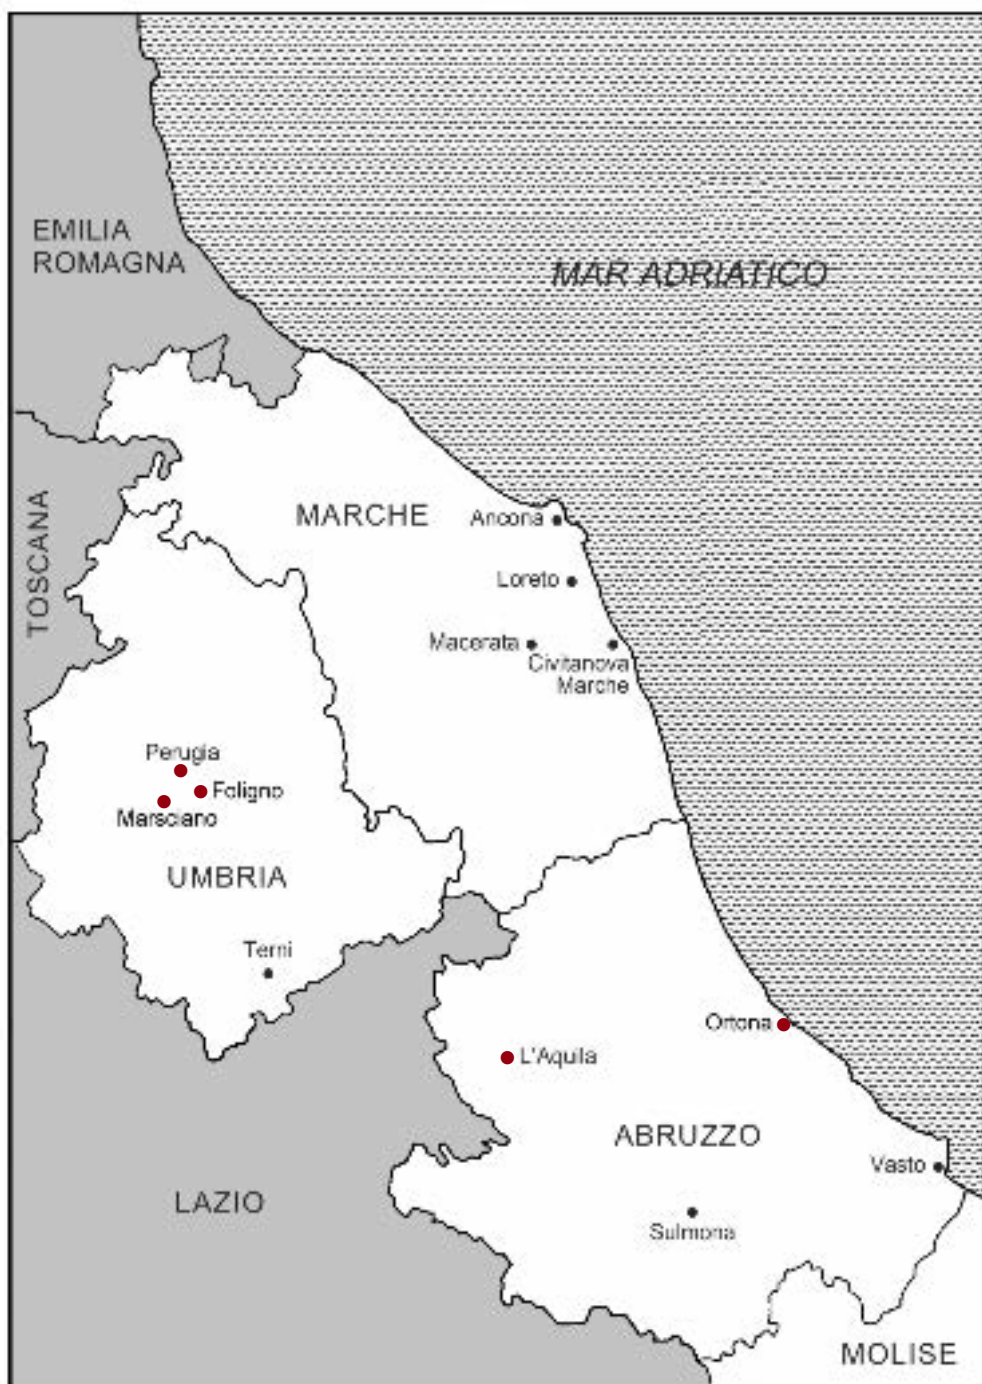 EMILIA
ROMAGNA
MAR ADRIATICO
TOSCANA
MARCHE
Ancona
Loreto
Macerata
Civitanova
Marche
Perugia
Foligno
Marsciano
UMBRIA
Terni
Ortona
L'Aquila
ABRUZZO
Vasto
LAZIO
Sulmona
MOLISE